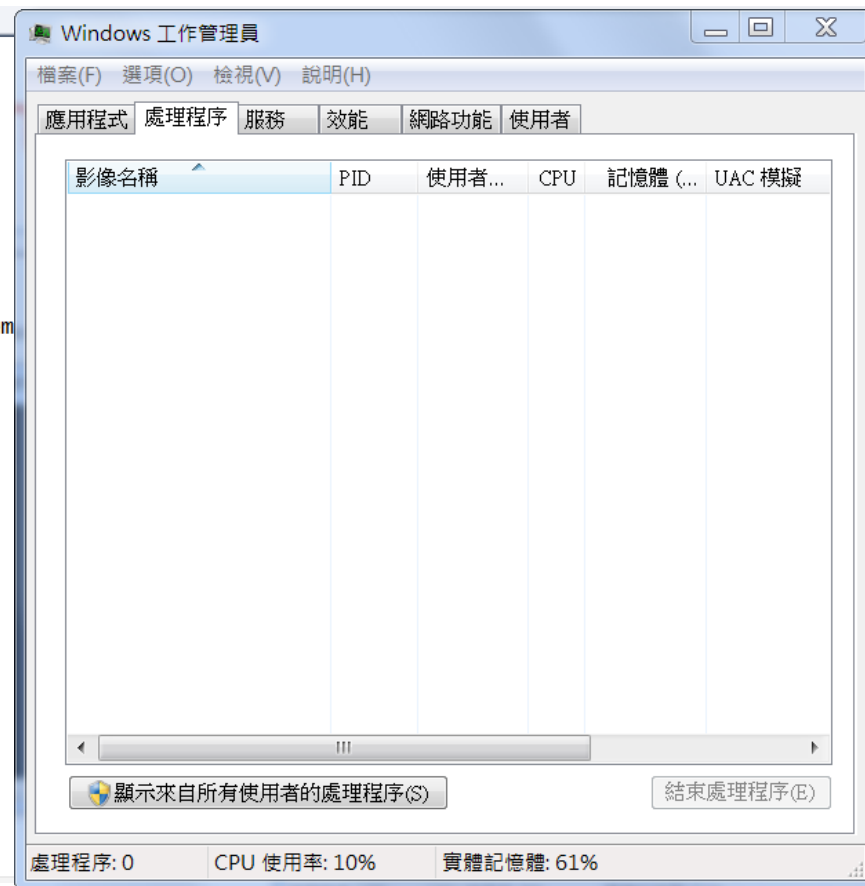 Windows 工作管理員
檔案(F) 選項(O) 檢視(V) 說明(H)
應用程式 處理程序 服務 效能 網路功能 使用者
影像名稱 PID 使用者... CPU 記憶體 (... UAC 模擬
m
顯示來自所有使用者的處理程序(S) 結束處理程序(E)
處理程序: 0 CPU 使用率: 10% 實體記憶體: 61%